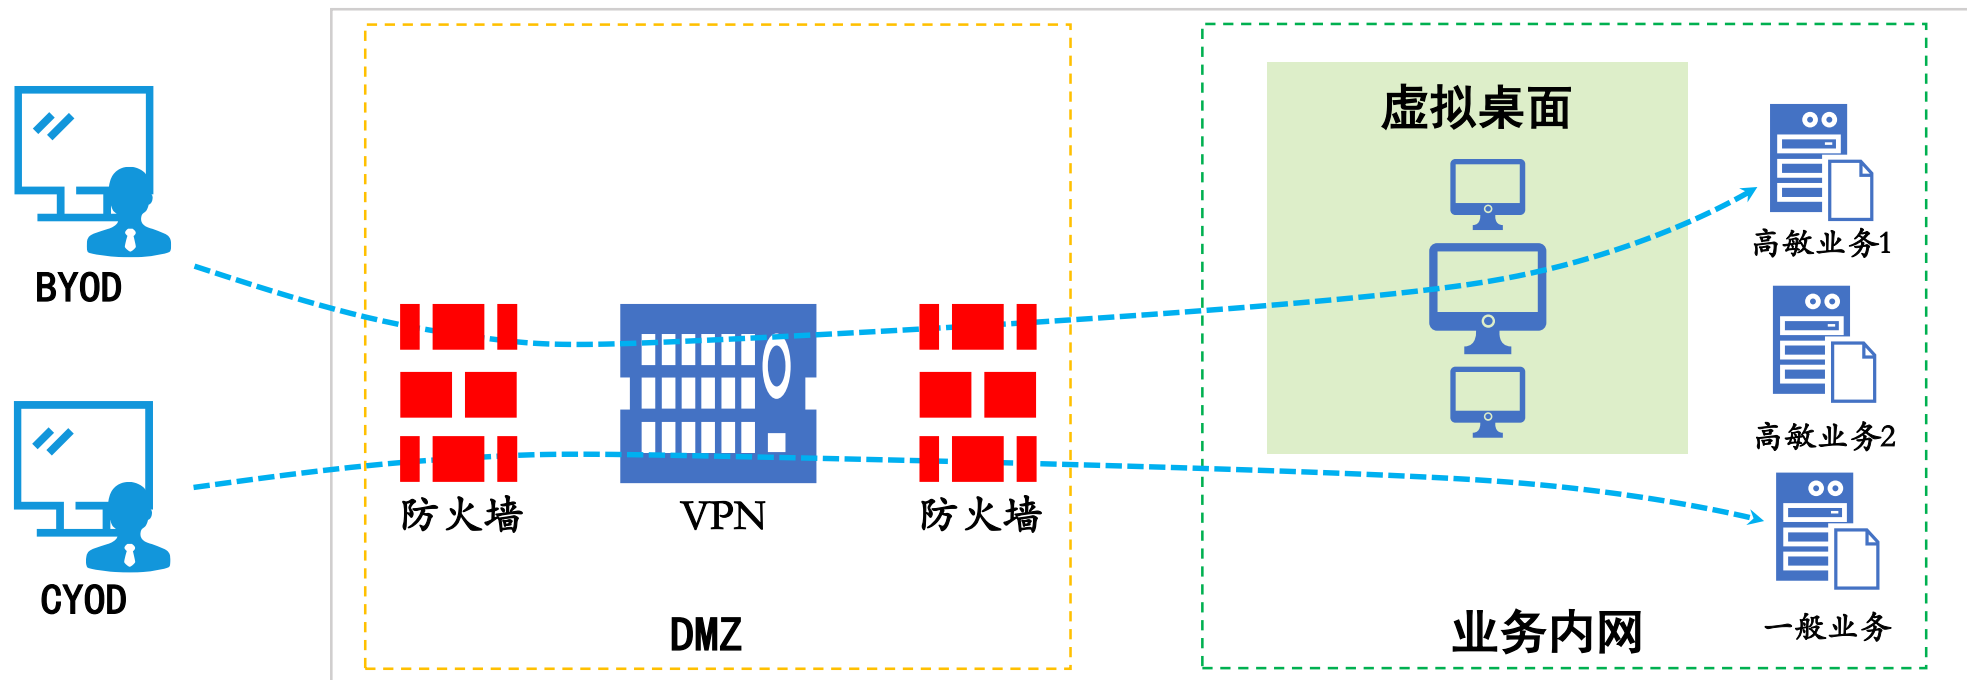 虚拟桌面
BYOD
高敏业务1
高敏业务2
防火墙
VPN
防火墙
CYOD
DMZ
业务内网
一般业务